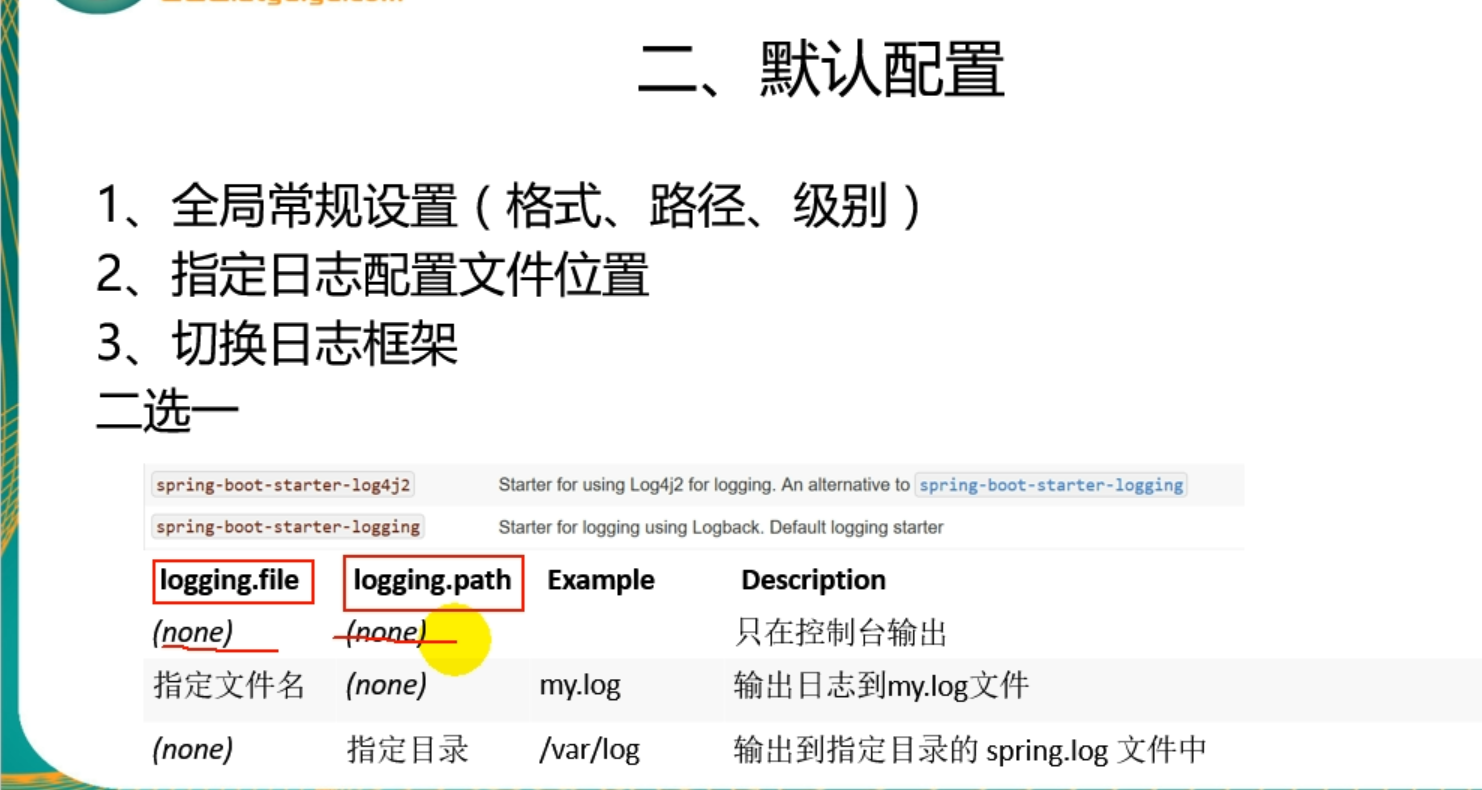 二、默认配置
1、全局常规设置（格式、路径、级别）
2、指定日志配置文件位置
3、切换日志框架
二选一
spring-boot-starter-log4j2 Starter for using Log4j2 for logging. An alternative to spring-boot-starter-logging
spring-boot-starter-logging Starter for logging using Logback. Default logging starter
logging.file logging.path Example Description
(none) (none) 只在控制台输出
指定文件名 (none) my.log 输出日志到my.log文件
(none) 指定目录 /var/log 输出到指定目录的 spring.log 文件中